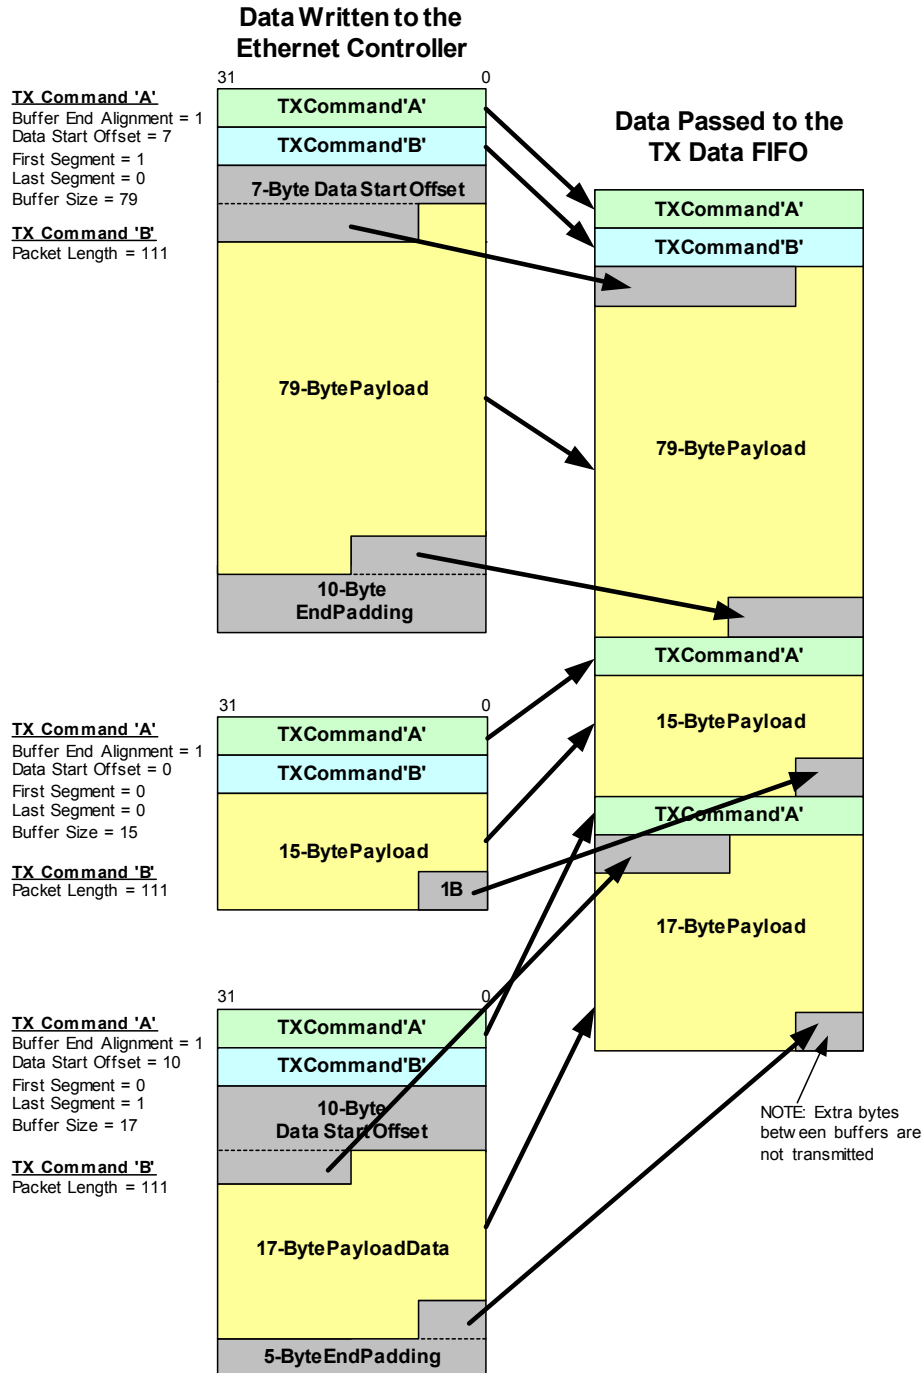 Data Written to the
Ethernet Controller
31 0
TX Command 'A'
Buffer End Alignment = 1
Data Start Offset = 7
First Segment = 1
Last Segment = 0
Buffer Size = 79
TX Command 'B'
Packet Length = 111
TXCommand'A'
TXCommand'B'
7-Byte Data Start Offset
79-BytePayload
10-Byte
EndPadding
Data Passed to the
TX Data FIFO
TXCommand'A'
TXCommand'B'
79-BytePayload
TXCommand'A'
15-BytePayload
TXCommand'A'
17-BytePayload
NOTE: Extra bytes
between buffers are
not transmitted
31
TX Command 'A'
Buffer End Alignment = 1
Data Start Offset = 0
First Segment = 0
Last Segment = 0
Buffer Size = 15
TX Command 'B'
Packet Length = 111
0
TXCommand'A'
TXCommand'B'
15-BytePayload
1B
31 0
TX Command 'A'
Buffer End Alignment = 1
Data Start Offset = 10
First Segment = 0
Last Segment = 1
Buffer Size = 17
TX Command 'B'
Packet Length = 111
TXCommand'A'
TXCommand'B'
10-Byte
Data StartOffset
17-BytePayloadData
5-ByteEndPadding